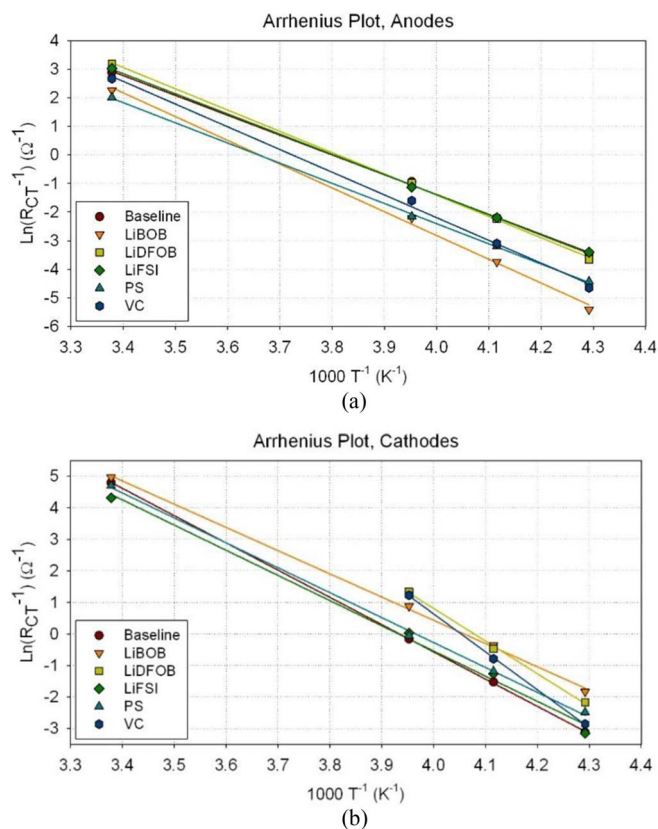 Arrhenius Plot, Anodes
4
3
2
1
0
-1
-2
-3
-4
-5
-6
Ln(RCT-1) (Ω-1)
Baseline
LiBOB
LiDFOB
LiFSI
PS
VC
3.3 3.4 3.5 3.6 3.7 3.8 3.9 4.0 4.1 4.2 4.3 4.4
1000 T-1 (K-1)
(a)
Arrhenius Plot, Cathodes
5
4
3
2
1
0
-1
-2
-3
Ln(RCT-1) (Ω-1)
Baseline
LiBOB
LiDFOB
LiFSI
PS
VC
3.3 3.4 3.5 3.6 3.7 3.8 3.9 4.0 4.1 4.2 4.3 4.4
1000 T-1 (K-1)
(b)